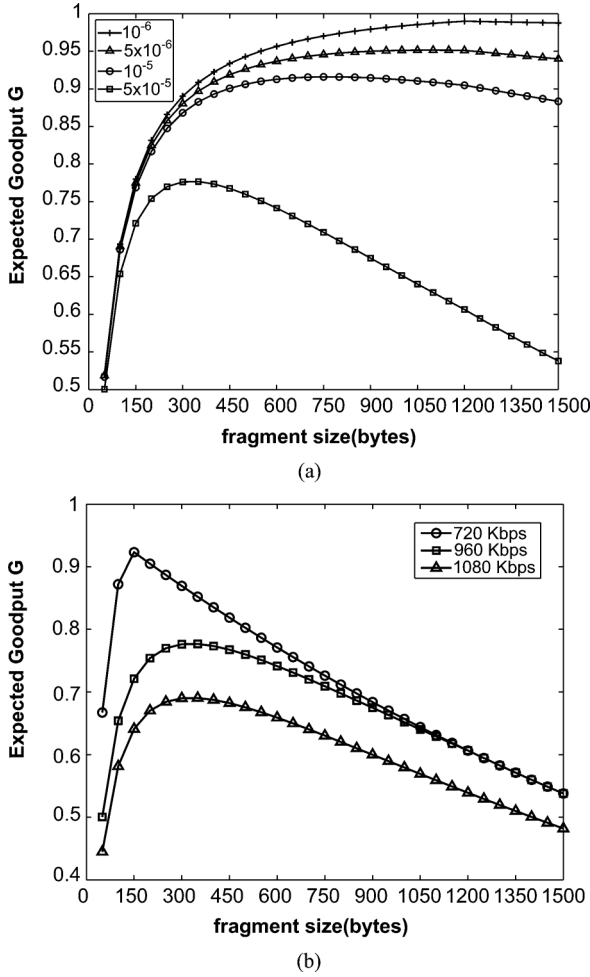 1
0.95
0.9
0.85
0.8
0.75
0.7
0.65
0.6
0.55
0.5
Expected Goodput G
10^-6
5x10^-6
10^-5
5x10^-5
0 150 300 450 600 750 900 1050 1200 1350 1500
fragment size(bytes)
(a)
1
0.9
0.8
0.7
0.6
0.5
0.4
Expected Goodput G
720 Kbps
960 Kbps
1080 Kbps
0 150 300 450 600 750 900 1050 1200 1350 1500
fragment size(bytes)
(b)